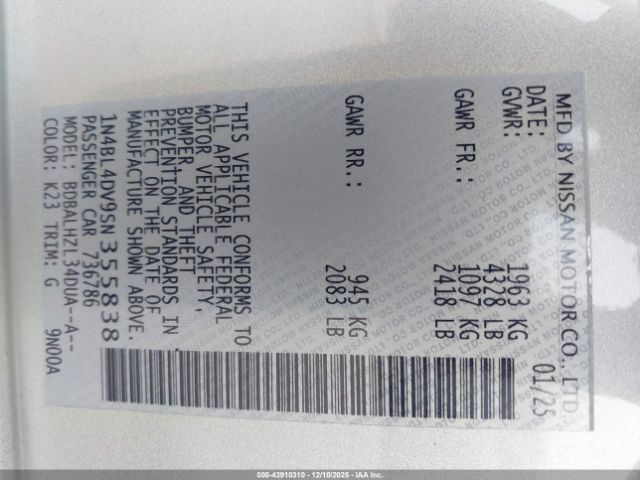 MFD BY NISSAN MOTOR CO., LTD.
DATE: 01/25
GVWR: 1963 KG
4328 LB
GAWR FR.: 1097 KG
2418 LB
GAWR RR.: 945 KG
2083 LB
THIS VEHICLE CONFORMS TO
ALL APPLICABLE FEDERAL
MOTOR VEHICLE SAFETY,
BUMPER, AND THEFT
PREVENTION STANDARDS IN
EFFECT ON THE DATE OF
MANUFACTURE SHOWN ABOVE.
1N4BL4DV9SN355838
PASSENGER CAR 736786
MODEL: BDBALHZL34DUA--A--
COLOR: K23 TRIM: G 9N00A
000-43910310 - 12/10/2025 - IAA Inc.